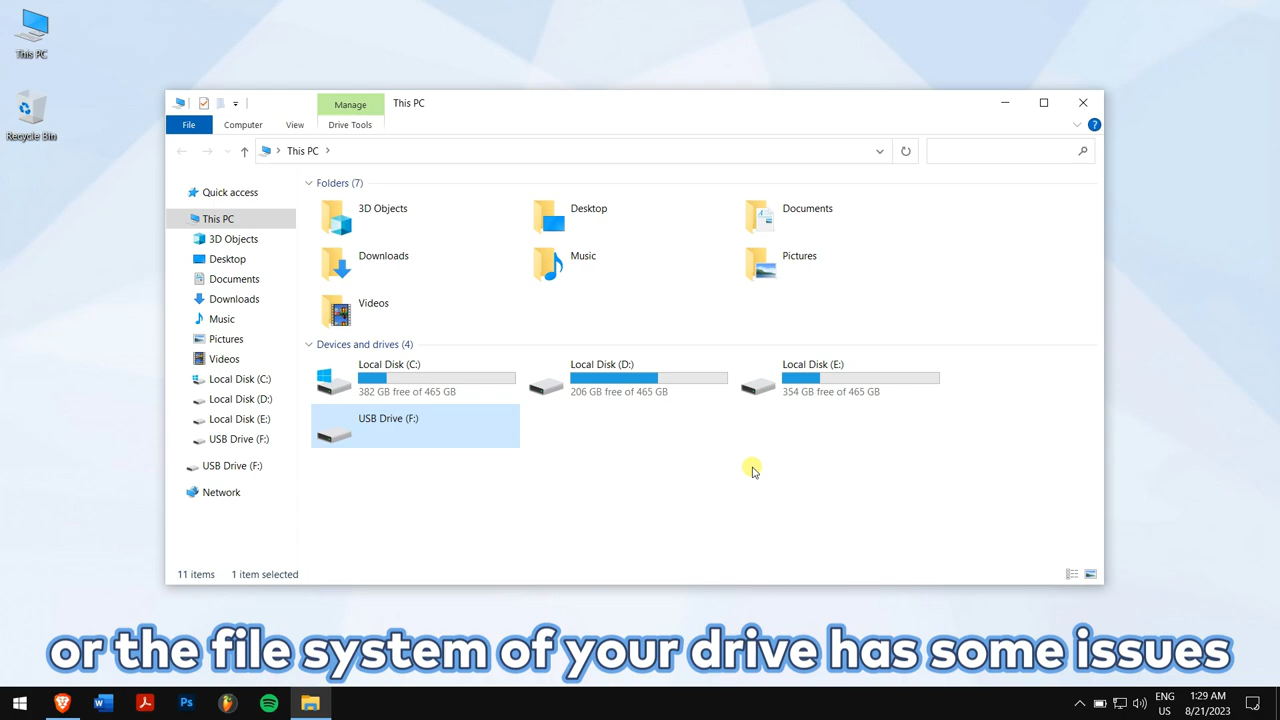 This PC
Recycle Bin
Manage
This PC
File
Computer
View
Drive Tools
This PC
Quick access
This PC
3D Objects
Desktop
Documents
Downloads
Music
Pictures
Videos
Local Disk (C:)
Local Disk (D:)
Local Disk (E:)
USB Drive (F:)
USB Drive (F:)
Network
Folders (7)
3D Objects
Desktop
Documents
Downloads
Music
Pictures
Videos
Devices and drives (4)
Local Disk (C:)
382 GB free of 465 GB
Local Disk (D:)
206 GB free of 465 GB
Local Disk (E:)
354 GB free of 465 GB
USB Drive (F:)
11 items
1 item selected
or the file system of your drive has some issues
ENG
US
1:29 AM
8/21/2023